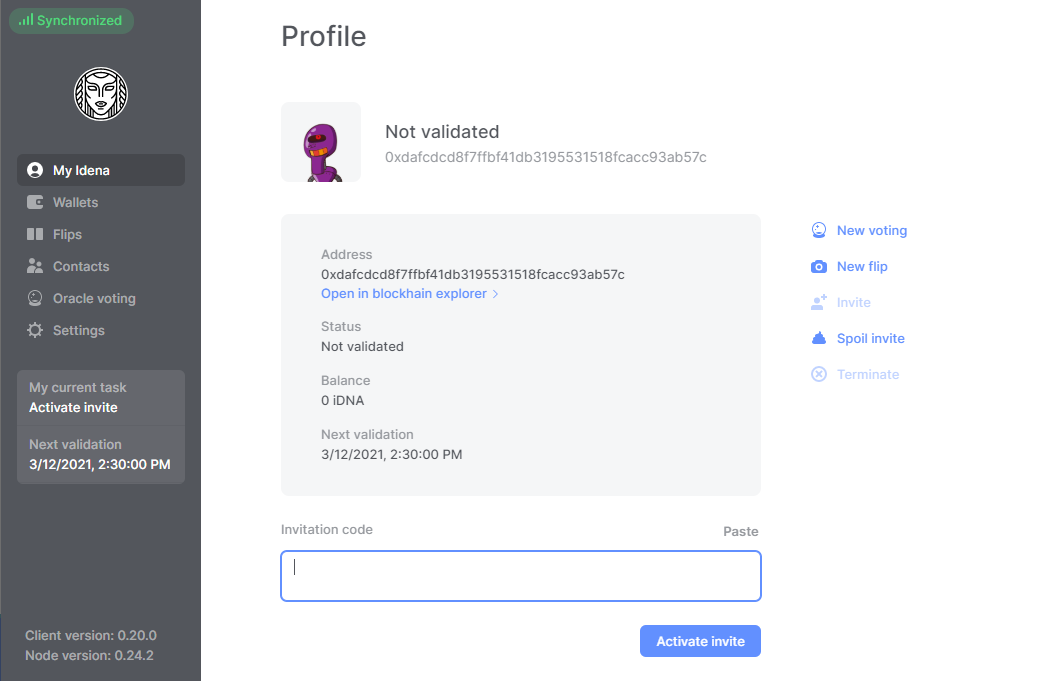 Synchronized
My Idena
Wallets
Flips
Contacts
Oracle voting
Settings
My current task
Activate invite
Next validation
3/12/2021, 2:30:00 PM
Client version: 0.20.0
Node version: 0.24.2
Profile
Not validated
0xdafcdcd8f7ffbf41db3195531518fcacc93ab57c
Address
0xdafcdcd8f7ffbf41db3195531518fcacc93ab57c
Open in blockhain explorer
Status
Not validated
Balance
0 iDNA
Next validation
3/12/2021, 2:30:00 PM
New voting
New flip
Invite
Spoil invite
Terminate
Invitation code
Paste
Activate invite